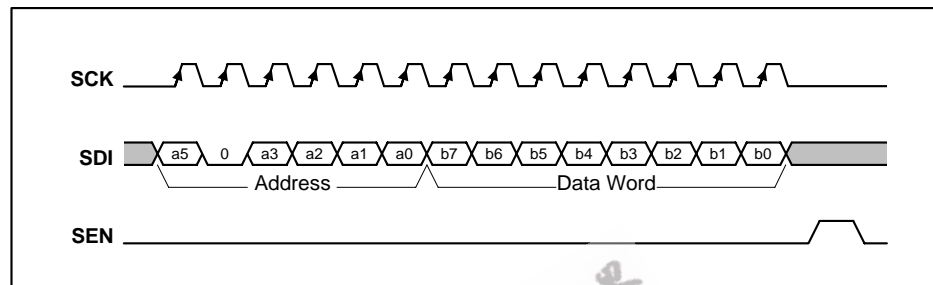 SCK
SDI a5 0 a3 a2 a1 a0 b7 b6 b5 b4 b3 b2 b1 b0
Address Data Word
SEN